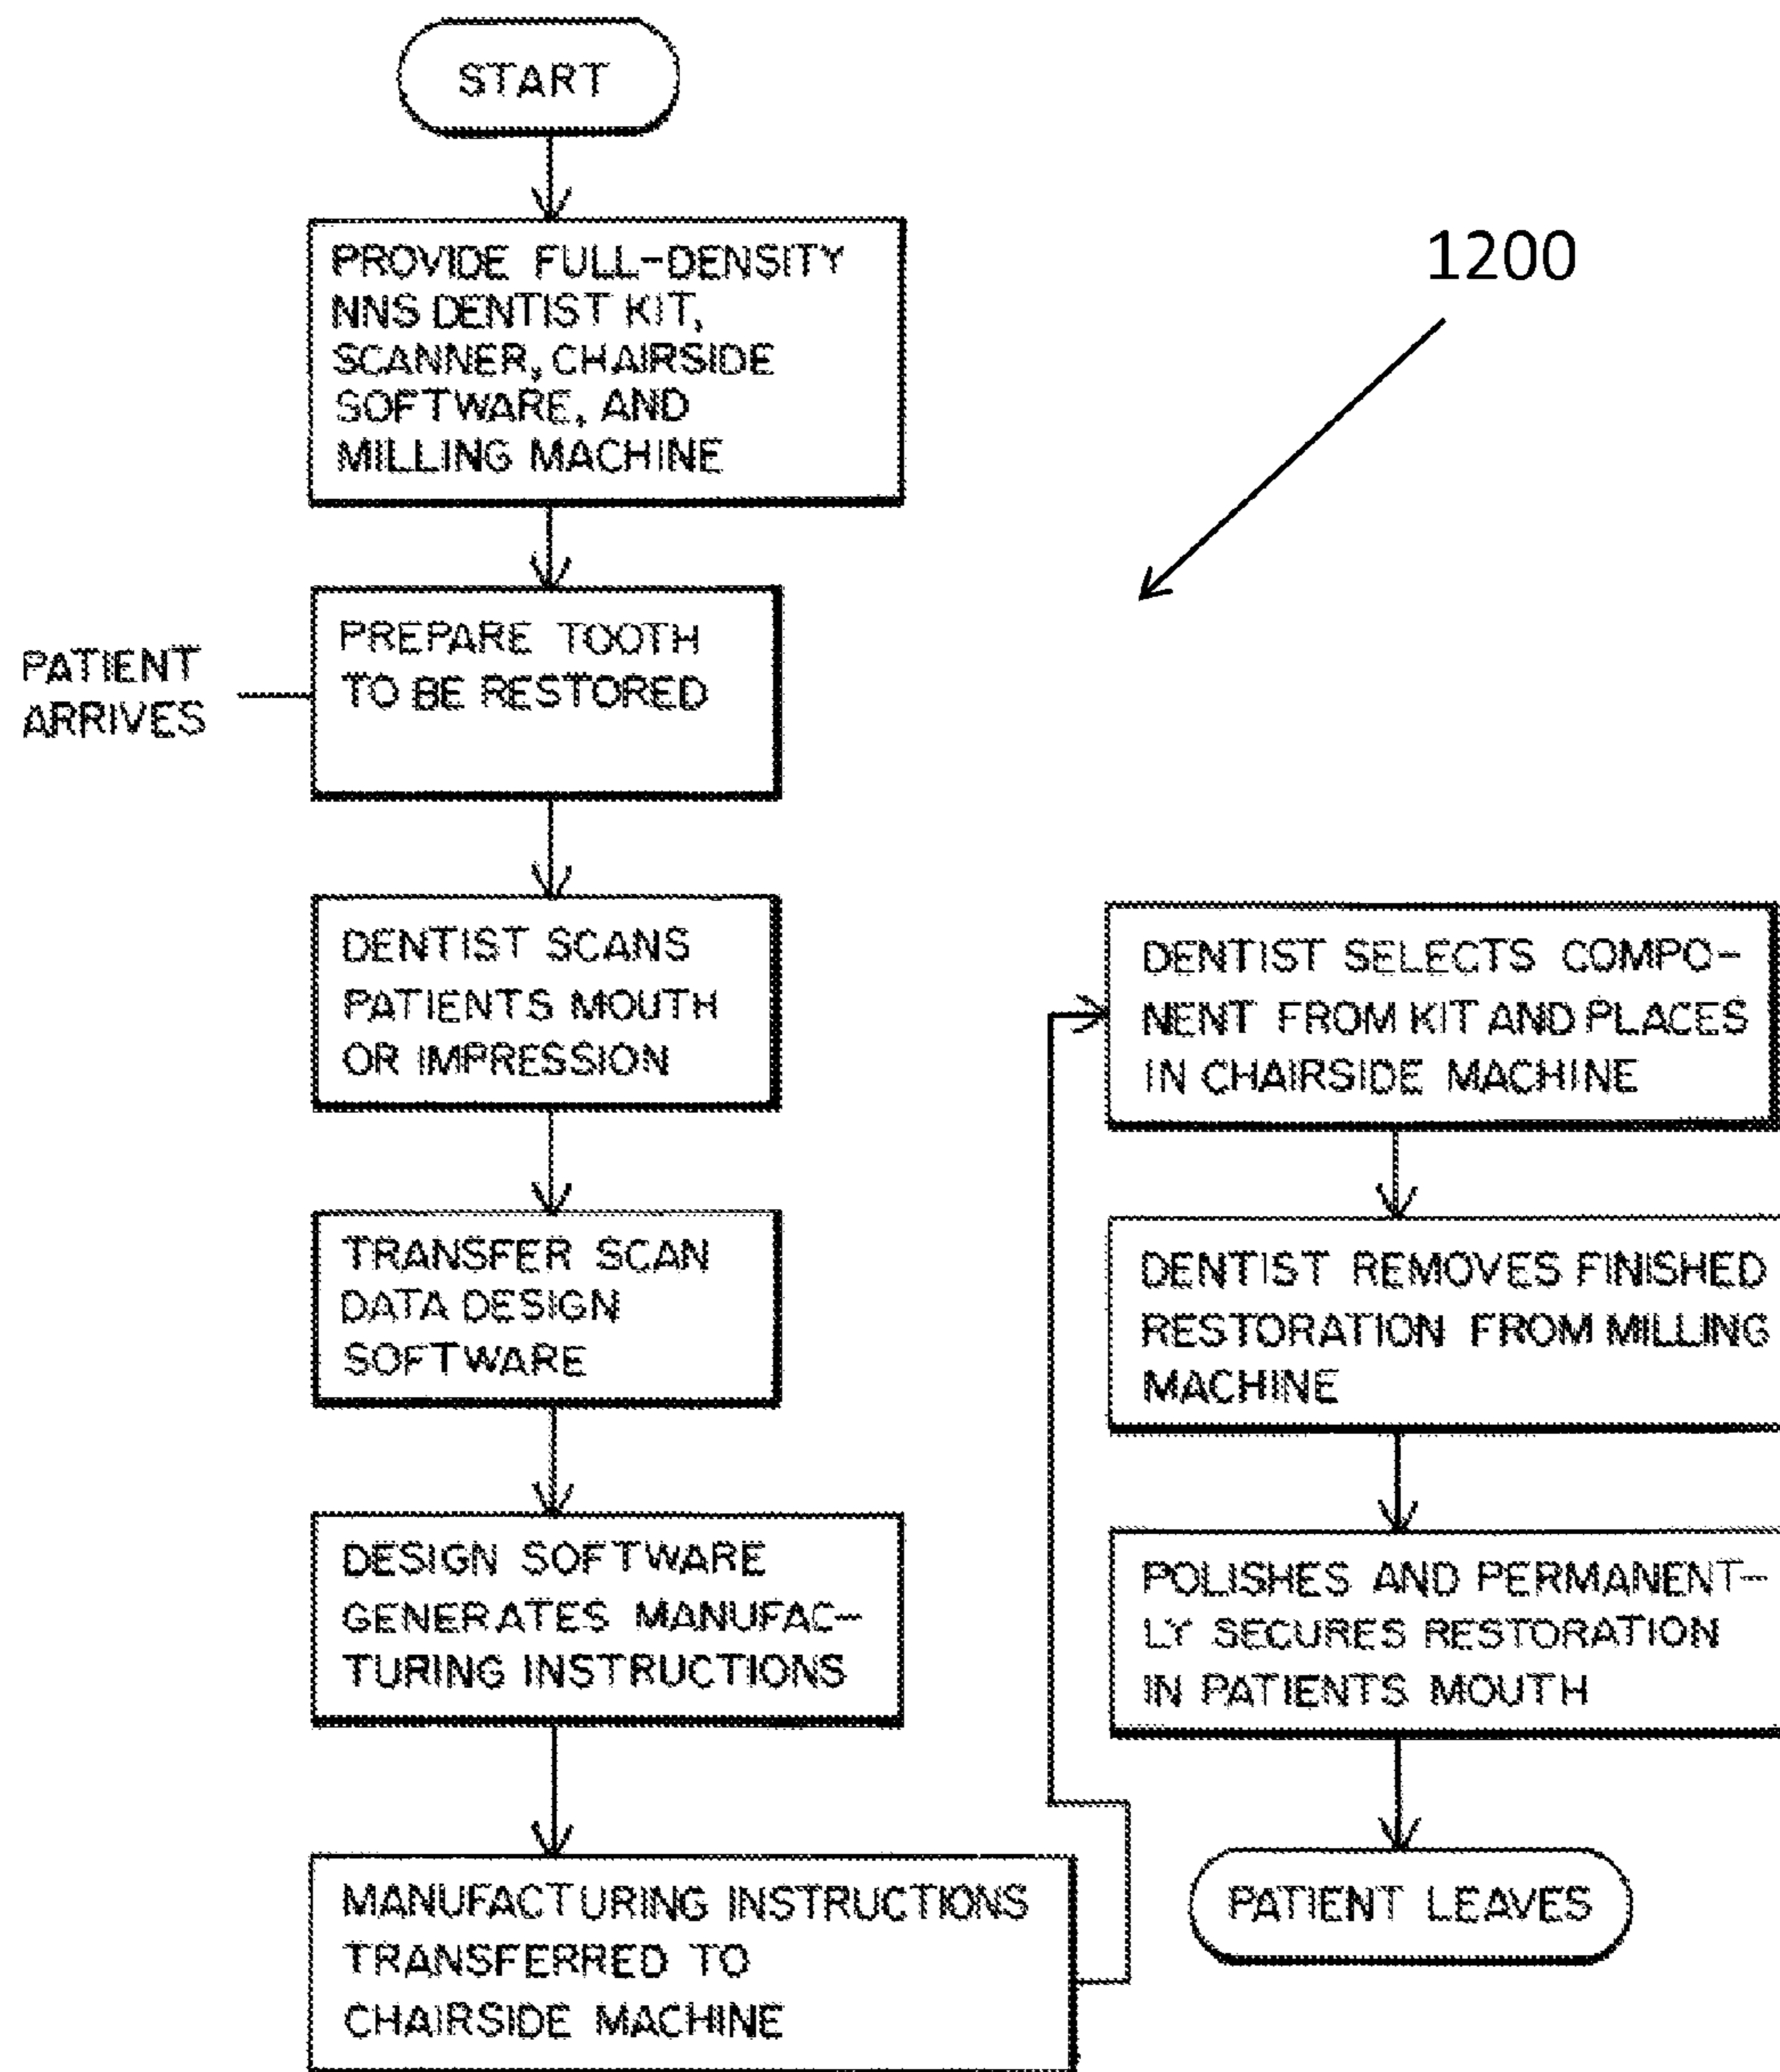 START
PROVIDE FULL-DENSITY
NNS DENTIST KIT,
SCANNER, CHAIRSIDE
SOFTWARE, AND
MILLING MACHINE
1200
PATIENT
ARRIVES
PREPARE TOOTH
TO BE RESTORED
DENTIST SCANS
PATIENTS MOUTH
OR IMPRESSION
TRANSFER SCAN
DATA DESIGN
SOFTWARE
DESIGN SOFTWARE
GENERATES MANUFAC-
TURING INSTRUCTIONS
MANUFACTURING INSTRUCTIONS
TRANSFERRED TO
CHAIRSIDE MACHINE
DENTIST SELECTS COMPO-
NENT FROM KIT AND PLACES
IN CHAIRSIDE MACHINE
DENTIST REMOVES FINISHED
RESTORATION FROM MILLING
MACHINE
POLISHES AND PERMANENT-
LY SECURES RESTORATION
IN PATIENTS MOUTH
PATIENT LEAVES